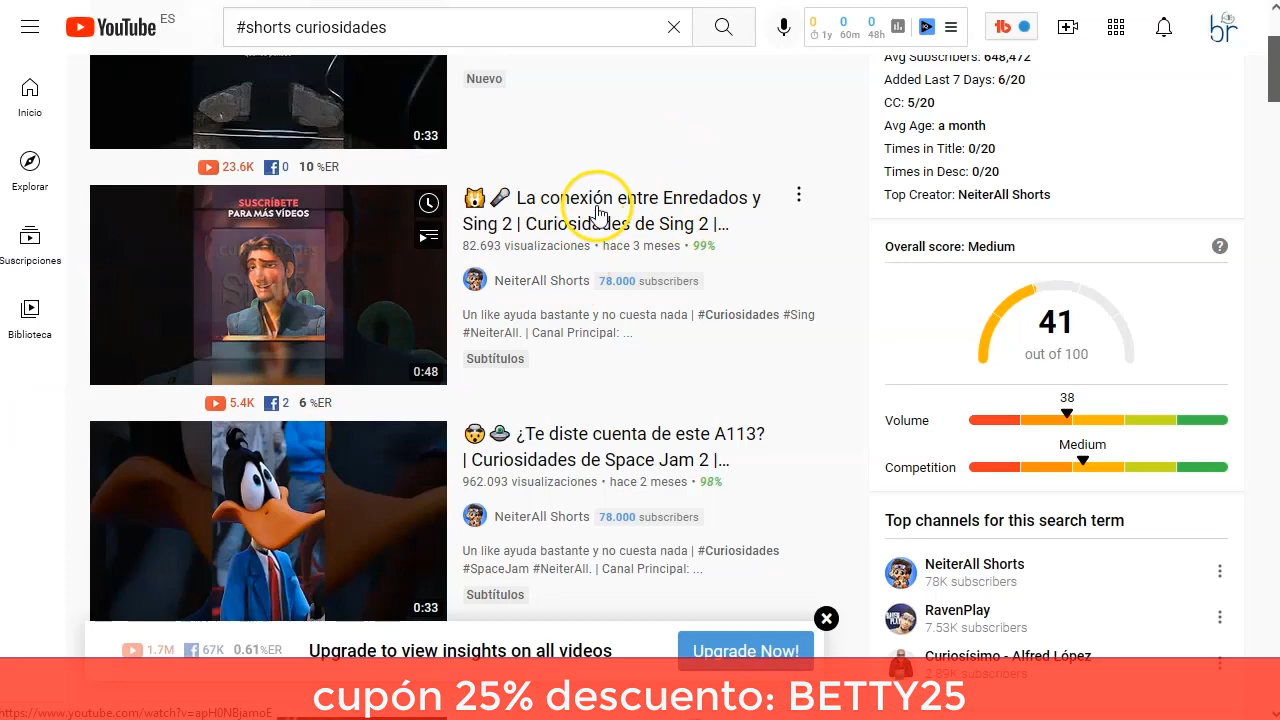 YouTube ES
#shorts curiosidades
0 0 0
1y 60m 48h
tb
br
Inicio
Explorar
Suscripciones
Biblioteca
0:33
Nuevo
23.6K 0 10 %ER
SUSCRÍBETE
PARA MÁS VÍDEOS
0:48
La conexión entre Enredados y
Sing 2 | Curiosidades de Sing 2 |...
82.693 visualizaciones • hace 3 meses • 99%
NeiterAll Shorts 78.000 subscribers
Un like ayuda bastante y no cuesta nada | #Curiosidades #Sing
#NeiterAll. | Canal Principal: ...
Subtítulos
5.4K 2 6 %ER
0:33
¿Te diste cuenta de este A113?
| Curiosidades de Space Jam 2 |...
962.093 visualizaciones • hace 2 meses • 98%
NeiterAll Shorts 78.000 subscribers
Un like ayuda bastante y no cuesta nada | #Curiosidades
#SpaceJam #NeiterAll. | Canal Principal: ...
Subtítulos
1.7M 67K 0.61%ER
Upgrade to view insights on all videos
Upgrade Now!
Avg Subscribers: 648,472
Added Last 7 Days: 6/20
CC: 5/20
Avg Age: a month
Times in Title: 0/20
Times in Desc: 0/20
Top Creator: NeiterAll Shorts
Overall score: Medium ?
41
out of 100
38
Volume
Medium
Competition
Top channels for this search term
NeiterAll Shorts
78K subscribers
RavenPlay
7.53K subscribers
Curiosísimo - Alfred López
2.89K subscribers
cupón 25% descuento: BETTY25
https://www.youtube.com/watch?v=apH0NBjamoE